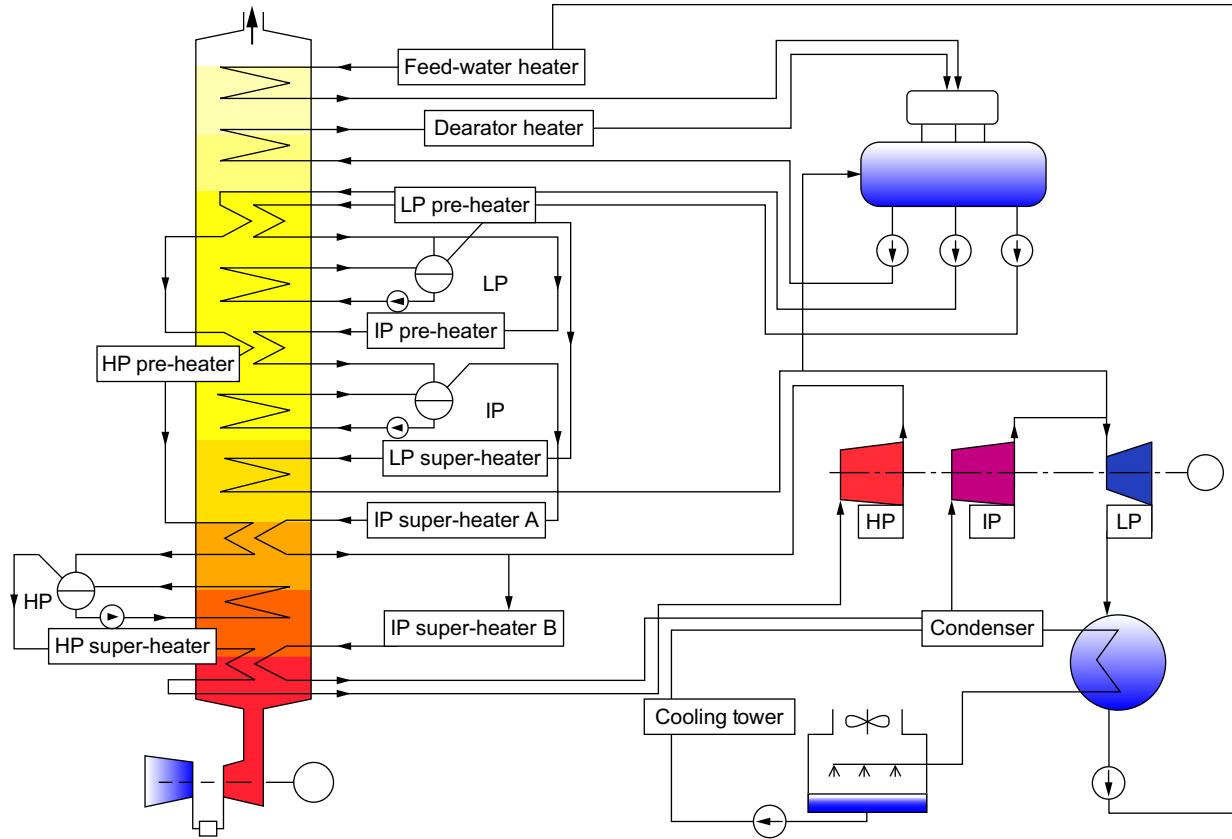 Feed-water heater
Dearator heater
LP pre-heater
LP
IP pre-heater
HP pre-heater
IP
LP super-heater
IP super-heater A
HP
IP
LP
HP
IP super-heater B
Condenser
HP super-heater
Cooling tower